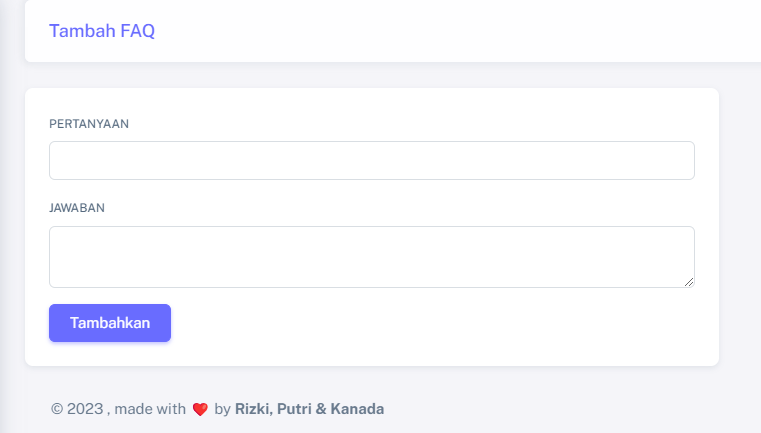 Tambah FAQ
PERTANYAAN
JAWABAN
Tambahkan
© 2023 , made with ❤️ by Rizki, Putri & Kanada